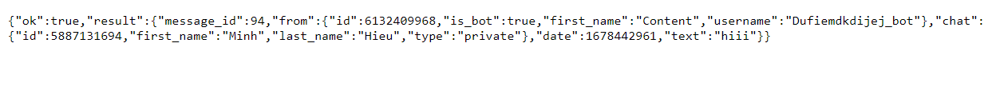 {"ok":true,"result":{"message_id":94,"from":{"id":6132409968,"is_bot":true,"first_name":"Content","username":"Dufiemdkdijej_bot"},"chat":
{"id":5887131694,"first_name":"Minh","last_name":"Hieu","type":"private"},"date":1678442961,"text":"hiii"}}